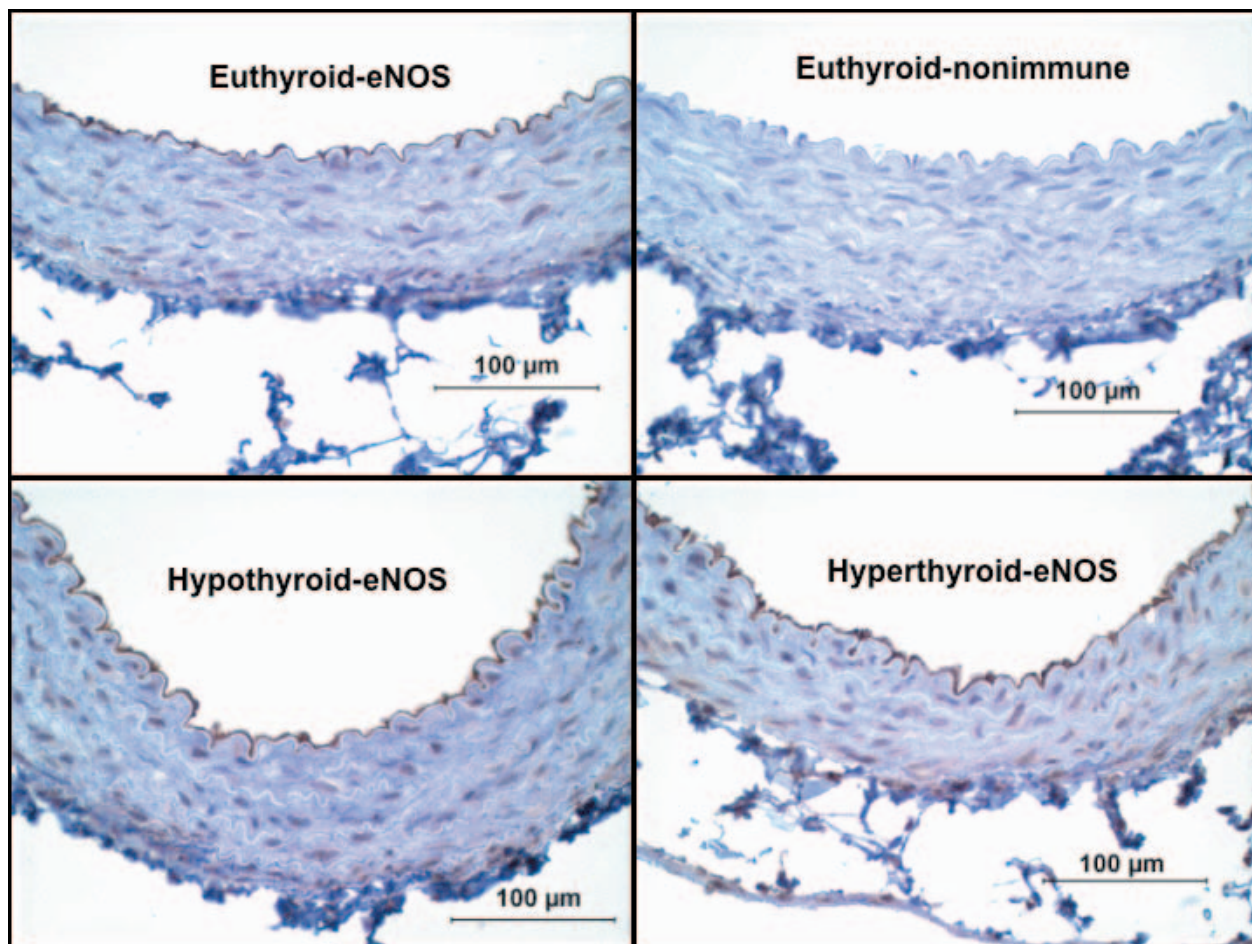 Euthyroid-eNOS
Euthyroid-nonimmune
100 µm
100 µm
Hypothyroid-eNOS
Hyperthyroid-eNOS
100 µm
100 µm